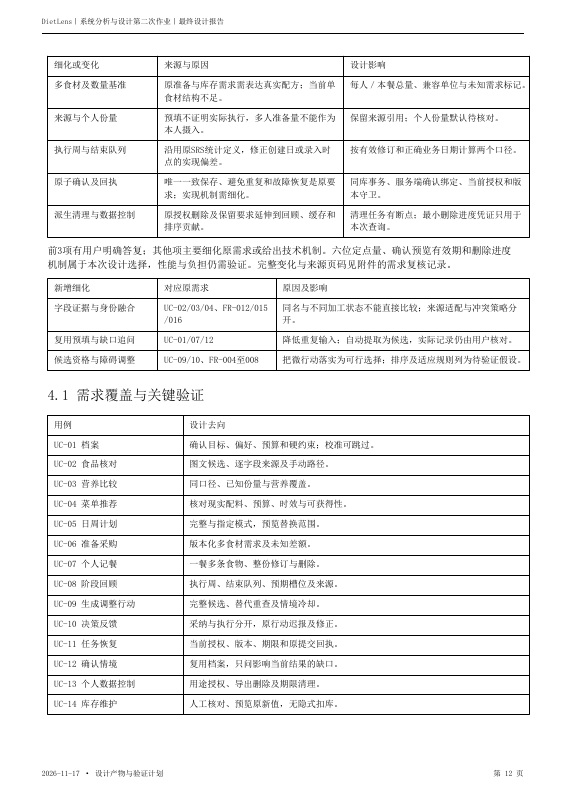 DietLens | 系统分析与设计第二次作业 | 最终设计报告
细化或变化 来源与原因 设计影响
多食材及数量基准 原准备与库存需求需表达真实配方；当前单 每人／本餐总量、兼容单位与未知需求标记。
食材结构不足。
来源与个人份量 预填不证明实际执行，多人准备量不能作为 保留来源引用；个人份量默认待核对。
本人摄入。
执行周与结束队列 沿用原SRS统计定义，修正创建日或录入时 按有效修订和正确业务日期计算两个口径。
点的实现偏差。
原子确认及回执 唯一一致保存、避免重复和故障恢复是原要 同库事务、服务端确认绑定、当前授权和版
求；实现机制需细化。 本守卫。
派生清理与数据控制 原授权删除及保留要求延伸到回顾、缓存和 清理任务有断点；最小删除进度凭证只用于
排序贡献。 本次查询。
前3项有用户明确答复；其他项主要细化原需求或给出技术机制。六位定点量、确认预览有效期和删除进度
机制属于本次设计选择，性能与负担仍需验证。完整变化与来源页码见附件的需求复核记录。
新增细化 对应原需求 原因及影响
字段证据与身份融合 UC-02/03/04、FR-012/015 同名与不同加工状态不能直接比较；来源适配与冲突策略分
/016 开。
复用预填与缺口追问 UC-01/07/12 降低重复输入；自动提取为候选，实际记录仍由用户核对。
候选资格与障碍调整 UC-09/10、FR-004至008 把微行动落实为可行选择；排序及适应规则列为待验证假设。
4.1 需求覆盖与关键验证
用例 设计去向
UC-01 档案 确认目标、偏好、预算和硬约束；校准可跳过。
UC-02 食品核对 图文候选、逐字段来源及手动路径。
UC-03 营养比较 同口径、已知份量与营养覆盖。
UC-04 菜单推荐 核对现实配料、预算、时效与可获得性。
UC-05 日周计划 完整与指定模式，预览替换范围。
UC-06 准备采购 版本化多食材需求及未知差额。
UC-07 个人记餐 一餐多条食物、整份修订与删除。
UC-08 阶段回顾 执行周、结束队列、预期槽位及来源。
UC-09 生成调整行动 完整候选、替代重查及情境冷却。
UC-10 决策反馈 采纳与执行分开，原行动迟报及修正。
UC-11 任务恢复 当前授权、版本、期限和原提交回执。
UC-12 确认情境 复用档案，只问影响当前结果的缺口。
UC-13 个人数据控制 用途授权、导出删除及期限清理。
UC-14 库存维护 人工核对、预览原新值，无隐式扣库。
2026-11-17 • 设计产物与验证计划 第 12 页